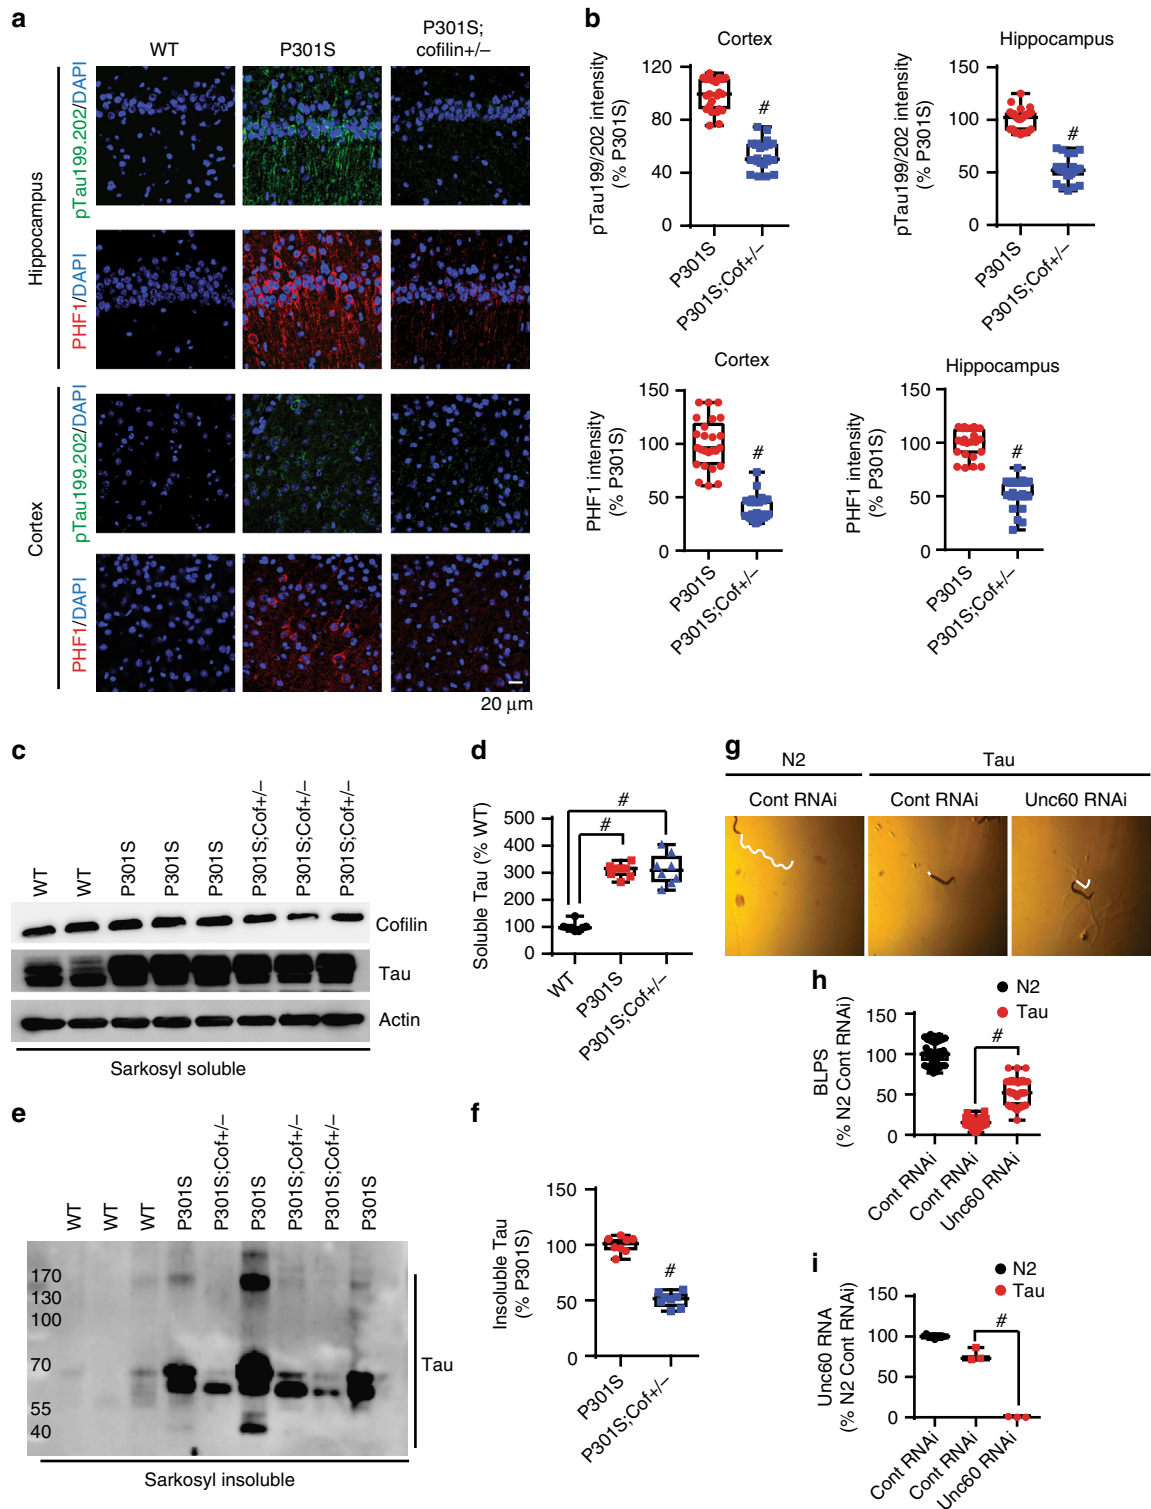 a
WT
P301S
P301S;
cofilin+/–
Hippocampus
pTau199.202/DAPI
PHF1/DAPI
Cortex
pTau199.202/DAPI
PHF1/DAPI
20 μm
b
Cortex
pTau199/202 intensity
(% P301S)
120
80
40
0
P301S
P301S;Cof+/–
#
Hippocampus
pTau199/202 intensity
(% P301S)
150
100
50
0
P301S
P301S;Cof+/–
#
Cortex
PHF1 intensity
(% P301S)
150
100
50
0
P301S
P301S;Cof+/–
#
Hippocampus
PHF1 intensity
(% P301S)
150
100
50
0
P301S
P301S;Cof+/–
#
c
WT
WT
P301S
P301S
P301S
P301S;Cof+/–
P301S;Cof+/–
P301S;Cof+/–
Cofilin
Tau
Actin
Sarkosyl soluble
d
Soluble Tau (% WT)
500
400
300
200
100
0
#
#
WT
P301S
P301S;Cof+/–
e
WT
WT
WT
P301S
P301S;Cof+/–
P301S
P301S;Cof+/–
P301S;Cof+/–
P301S
170
130
100
70
55
40
Tau
Sarkosyl insoluble
f
Insoluble Tau
(% P301S)
150
100
50
0
#
P301S
P301S;Cof+/–
g
N2
Tau
Cont RNAi
Cont RNAi
Unc60 RNAi
h
N2
Tau
BLPS
(% N2 Cont RNAi)
150
100
50
0
#
Cont RNAi
Cont RNAi
Unc60 RNAi
i
N2
Tau
Unc60 RNA
(% N2 Cont RNAi)
150
100
50
0
#
Cont RNAi
Cont RNAi
Unc60 RNAi